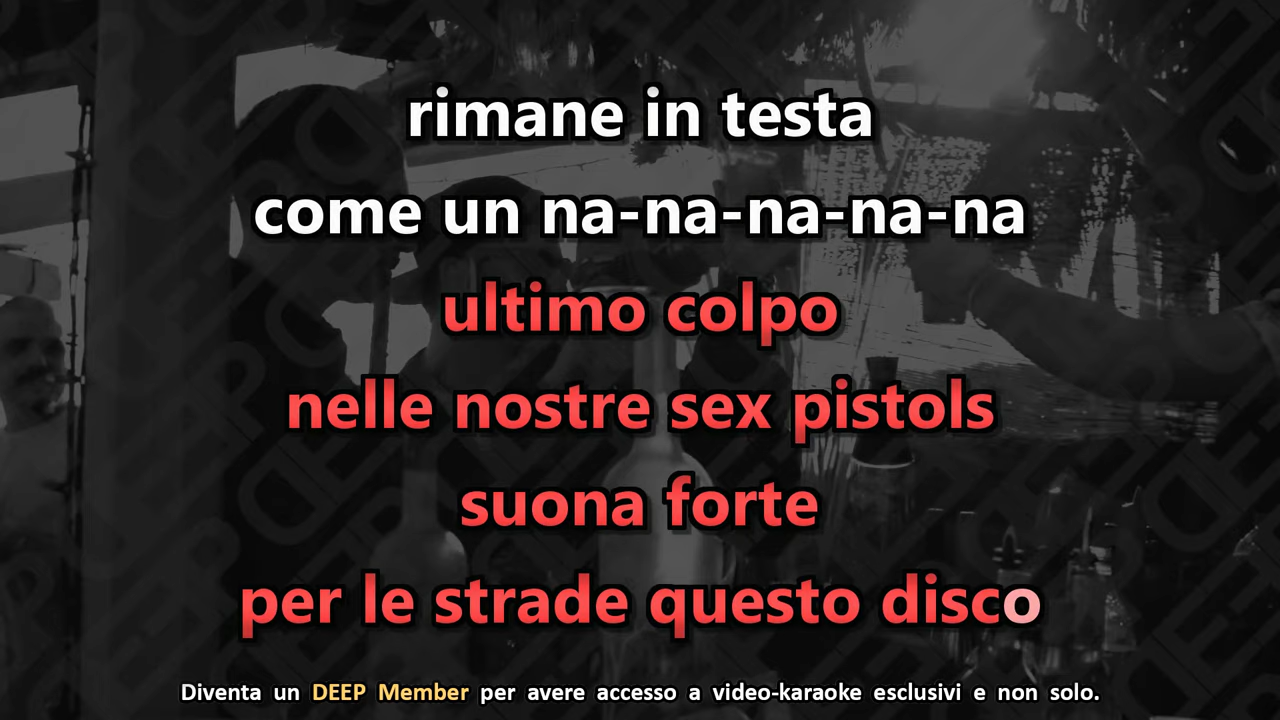 rimane in testa
come un na-na-na-na-na
ultimo colpo
nelle nostre sex pistols
suona forte
per le strade questo disco
Diventa un DEEP Member per avere accesso a video-karaoke esclusivi e non solo.